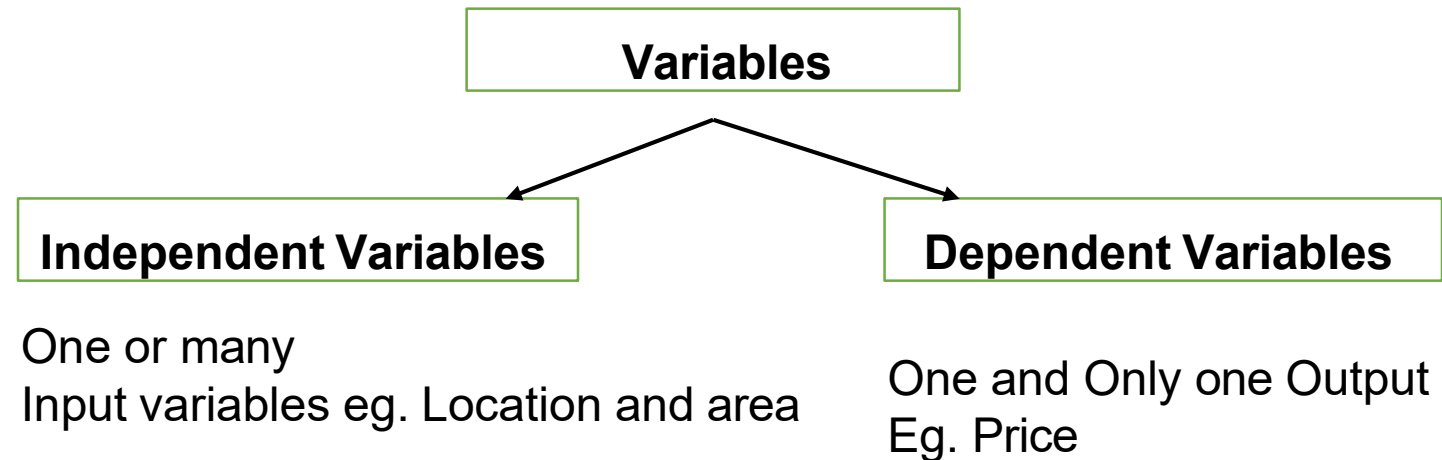 Variables
Independent Variables
Dependent Variables
One or many
Input variables eg. Location and area
One and Only one Output
Eg. Price